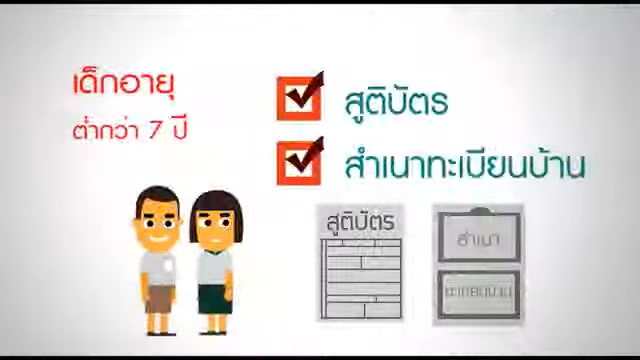 เด็กอายุ
ต่ำกว่า 7 ปี
สูติบัตร
สำเนาทะเบียนบ้าน
สูติบัตร
สำเนา
ทะเบียนบ้าน